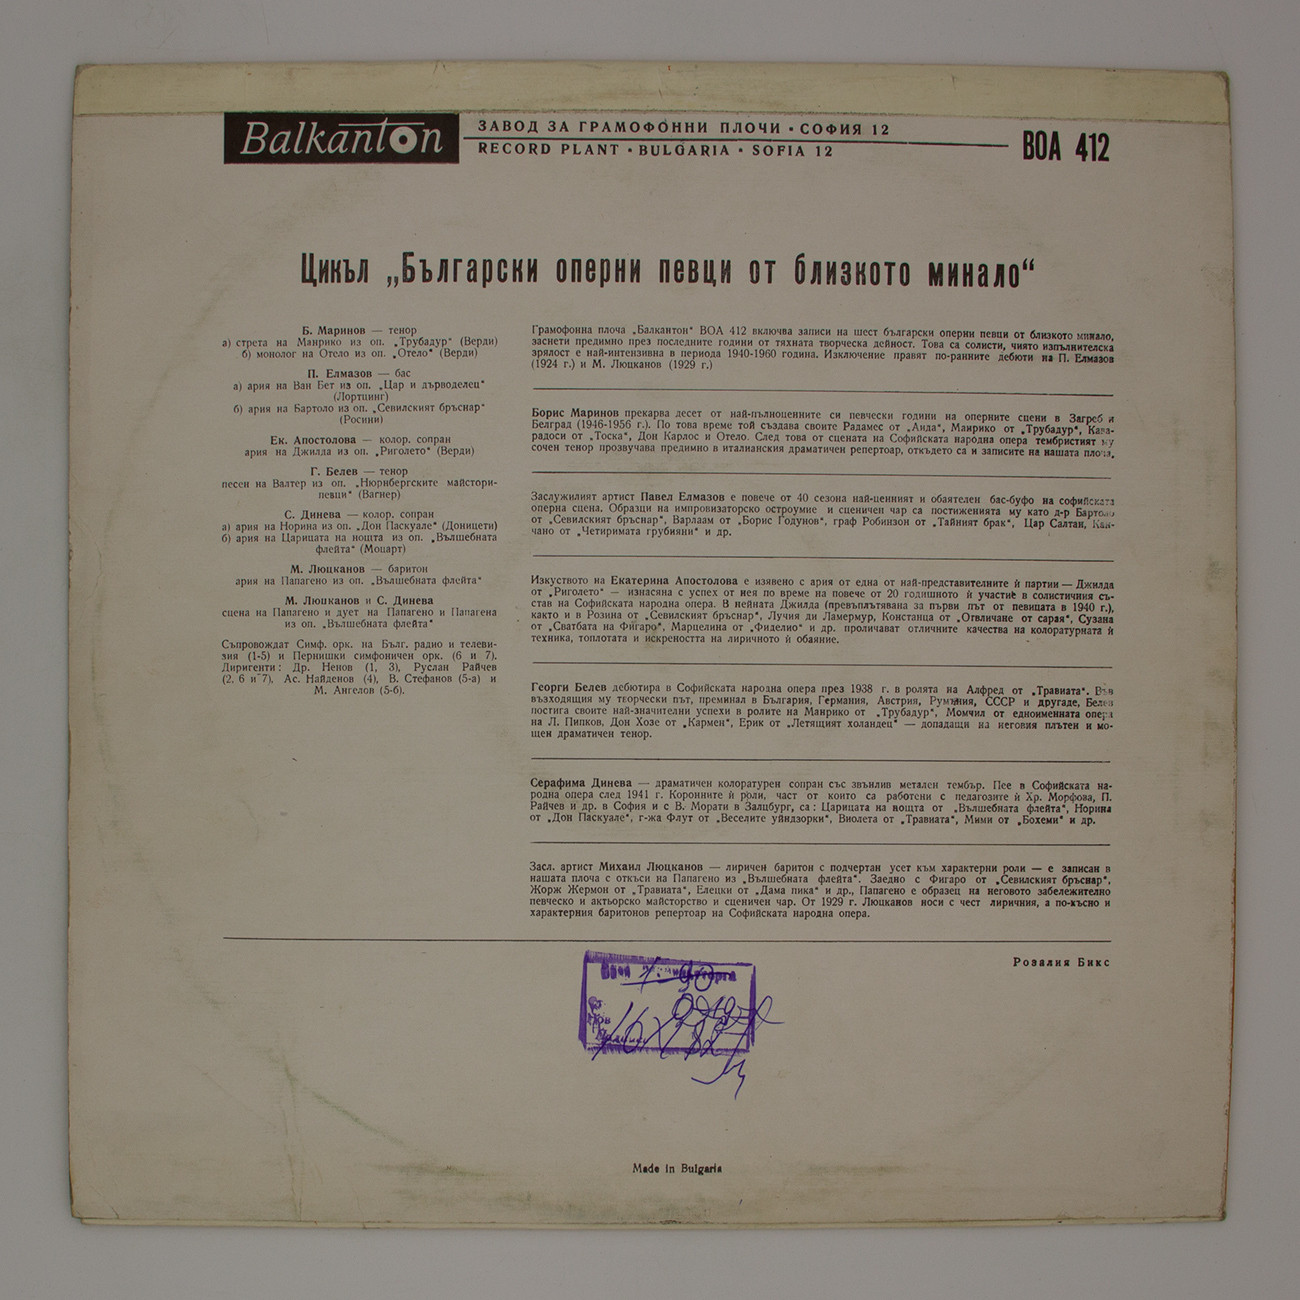 Balkanton
ЗАВОД ЗА ГРАМОФОННИ ПЛОЧИ • СОФИЯ 12
RECORD PLANT • BULGARIA • SOFIA 12
ВОА 412
Цикъл „Български оперни певци от близкото минало“
Б. Маринов — тенор
а) стрета на Манрико из оп. „Трубадур“ (Верди)
б) монолог на Отело из оп. „Отело“ (Верди)
П. Елмазов — бас
а) ария на Ван Бет из оп. „Цар и дърводелец“
(Лортцинг)
б) ария на Бартоло из оп. „Севилският бръснар“
(Росини)
Ек. Апостолова — колор. сопран
ария на Джилда из оп. „Риголето“ (Верди)
Г. Белев — тенор
песен на Валтер из оп. „Нюрнбергските майстори-
певци“ (Вагнер)
С. Динева — колор. сопран
а) ария на Норина из оп. „Дон Паскуале“ (Доницети)
б) ария на Царицата на нощта из оп. „Вълшебната
флейта“ (Моцарт)
М. Люцканов — баритон
ария на Папагено из оп. „Вълшебната флейта“
М. Люцканов и С. Динева
сцена на Папагено и дует на Папагено и Папагена
из оп. „Вълшебната флейта“
Съпровождат Симф. орк. на Бълг. радио и телеви-
зия (1-5) и Пернишки симфоничен орк. (6 и 7).
Диригенти: Др. Ненов (1, 3), Руслан Райчев
(2, 6 и 7), Ас. Найденов (4), В. Стефанов (5-а) и
М. Ангелов (5-б).
Грамофонна плоча „Балкантон“ ВОА 412 включва записи на шест български оперни певци от близкото минало,
заснети предимно през последните години от тяхната творческа дейност. Това са солисти, чиято изпълнителска
зрялост е най-интензивна в периода 1940-1960 година. Изключение правят по-ранните дебюти на П. Елмазов
(1924 г.) и М. Люцканов (1929 г.)
Борис Маринов прекарва десет от най-пълноценните си певчески години на оперните сцени в Загреб и
Белград (1946-1956 г.). По това време той създава своите Радамес от „Аида“, Манрико от „Трубадур“, Кава-
радоси от „Тоска“, Дон Карлос и Отело. След това от сцената на Софийската народна опера тембристият му
сочен тенор прозвучава предимно в италианския драматичен репертоар, откъдето са и записите на нашата плоча.
Заслужилият артист Павел Елмазов е повече от 40 сезона най-ценният и обаятелен бас-буфо на софийската
оперна сцена. Образци на импровизаторско остроумие и сценичен чар са постиженията му като д-р Бартоло
от „Севилският бръснар“, Варлаам от „Борис Годунов“, граф Робинзон от „Тайният брак“, Цар Салтан, Кан-
чано от „Четиримата грубияни“ и др.
Изкуството на Екатерина Апостолова е изявено с ария от една от най-представителните ѝ партии — Джилда
от „Риголето“ — изнасяна с успех от нея по време на повече от 20 годишното ѝ участие в солистичния съ-
став на Софийската народна опера. В нейната Джилда (превъплътявана за първи път от певицата в 1940 г.),
както и в Розина от „Севилският бръснар“, Лучия ди Ламермур, Констанца от „Отвличане от сарая“, Сузана
от „Сватбата на Фигаро“, Марцелина от „Фиделио“ и др. проличават отличните качества на колоратурната ѝ
техника, топлотата и искреността на лиричното ѝ обаяние.
Георги Белев дебютира в Софийската народна опера през 1938 г. в ролята на Алфред от „Травиата“. Във
възходящия му творчески път, преминал в България, Германия, Австрия, Румъния, СССР и другаде, Белев
постига своите най-значителни успехи в ролите на Манрико от „Трубадур“, Момчил от едноименната опера
на Л. Пипков, Дон Хозе от „Кармен“, Ерик от „Летящият холандец“ — допадащи на неговия плътен и мо-
щен драматичен тенор.
Серафима Динева — драматичен колоратурен сопран със звънлив метален тембър. Пее в Софийската на-
родна опера след 1941 г. Коронните ѝ роли, част от които са работени с педагозите ѝ Хр. Морфова, П.
Райчев и др. в София и с В. Морати в Залцбург, са: Царицата на нощта от „Вълшебната флейта“, Норина
от „Дон Паскуале“, г-жа Флут от „Веселите уйндзорки“, Виолета от „Травиата“, Мими от „Бохеми“ и др.
Засл. артист Михаил Люцканов — лиричен баритон с подчертан усет към характерни роли — е записан в
нашата плоча с откъси на Папагено из „Вълшебната флейта“. Заедно с Фигаро от „Севилският бръснар“,
Жорж Жермон от „Травиата“, Елецки от „Дама пика“ и др., Папагено е образец на неговото забележително
певческо и актьорско майсторство и сценичен чар. От 1929 г. Люцканов носи с чест лиричния, а по-късно и
характерния баритонов репертоар на Софийската народна опера.
Розалия Бикс
Made in Bulgaria